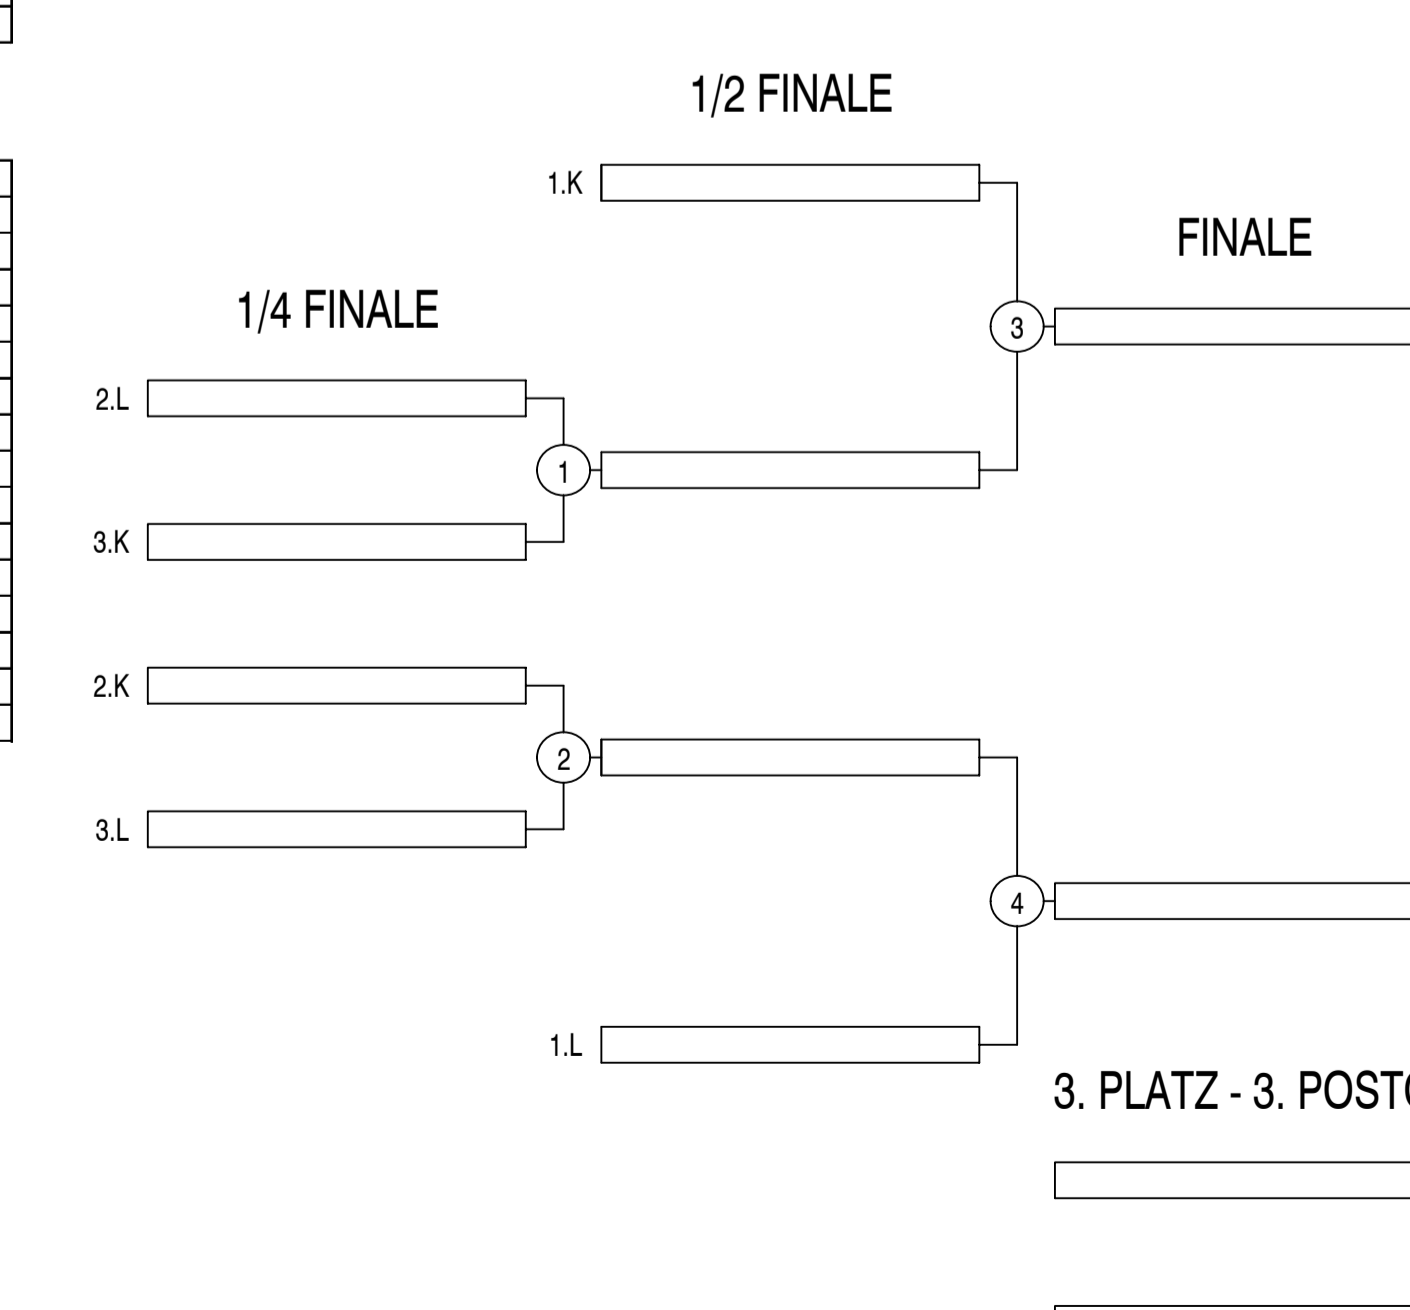 1/2 FINALE
1.K
FINALE
3
1/4 FINALE
2.L
1
3.K
2.K
2
3.L
4
1.L
3. PLATZ - 3. POST